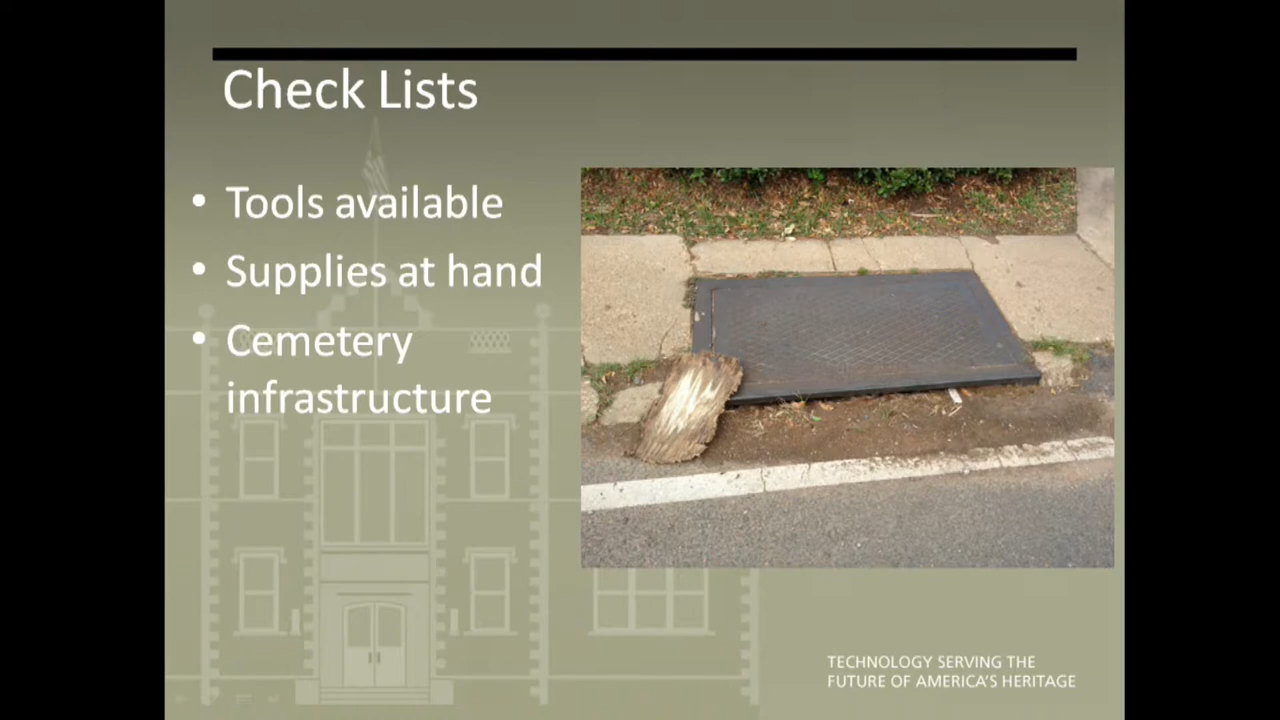 Check Lists
• Tools available
• Supplies at hand
• Cemetery
infrastructure
TECHNOLOGY SERVING THE
FUTURE OF AMERICA'S HERITAGE